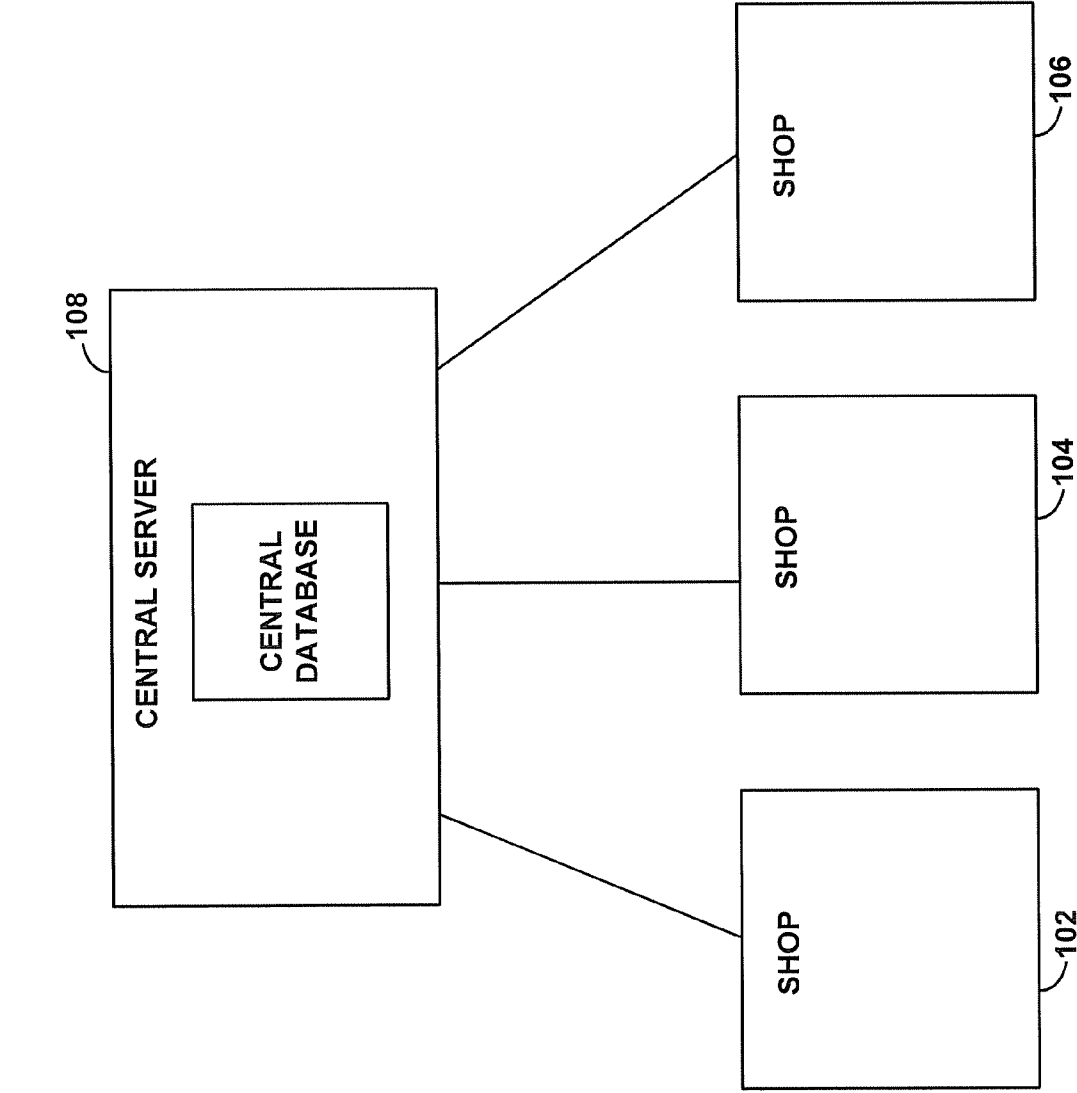 108
CENTRAL SERVER
CENTRAL
DATABASE
SHOP
SHOP
SHOP
102
104
106